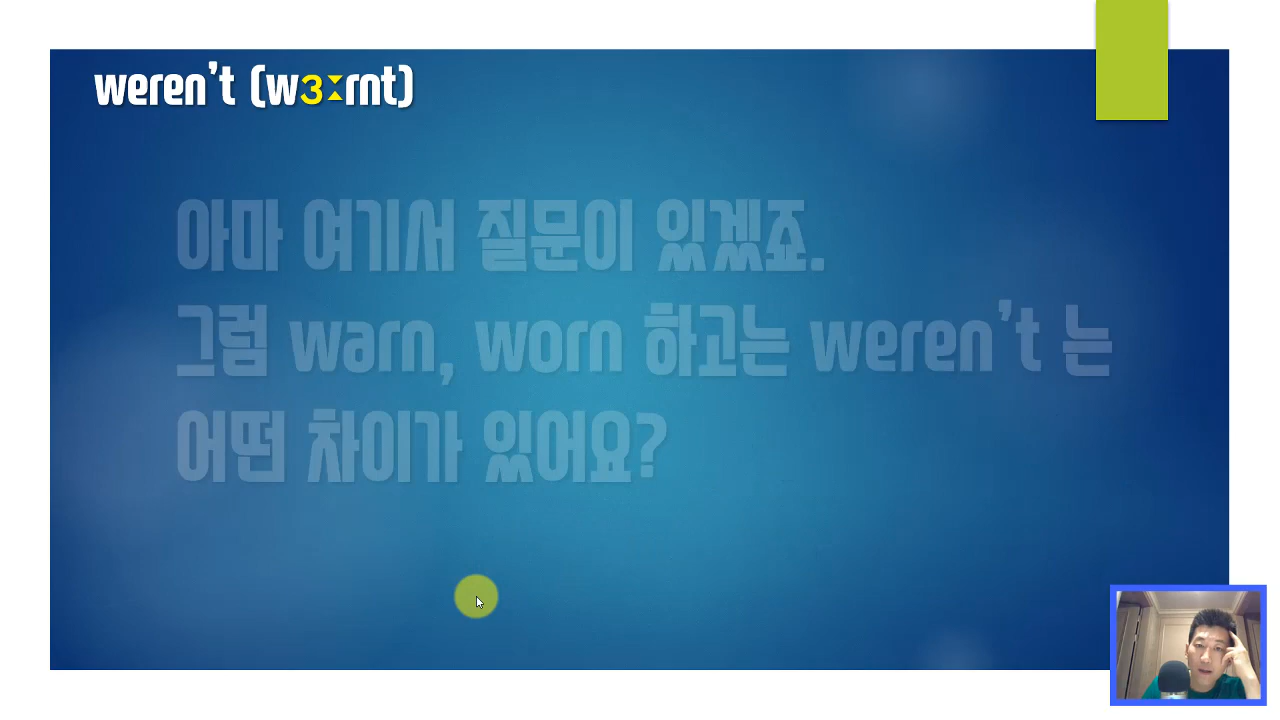 weren't (wɜːrnt)
아마 여기서 질문이 있겠죠.
그럼 warn, worn 하고는 weren't 는
어떤 차이가 있어요?